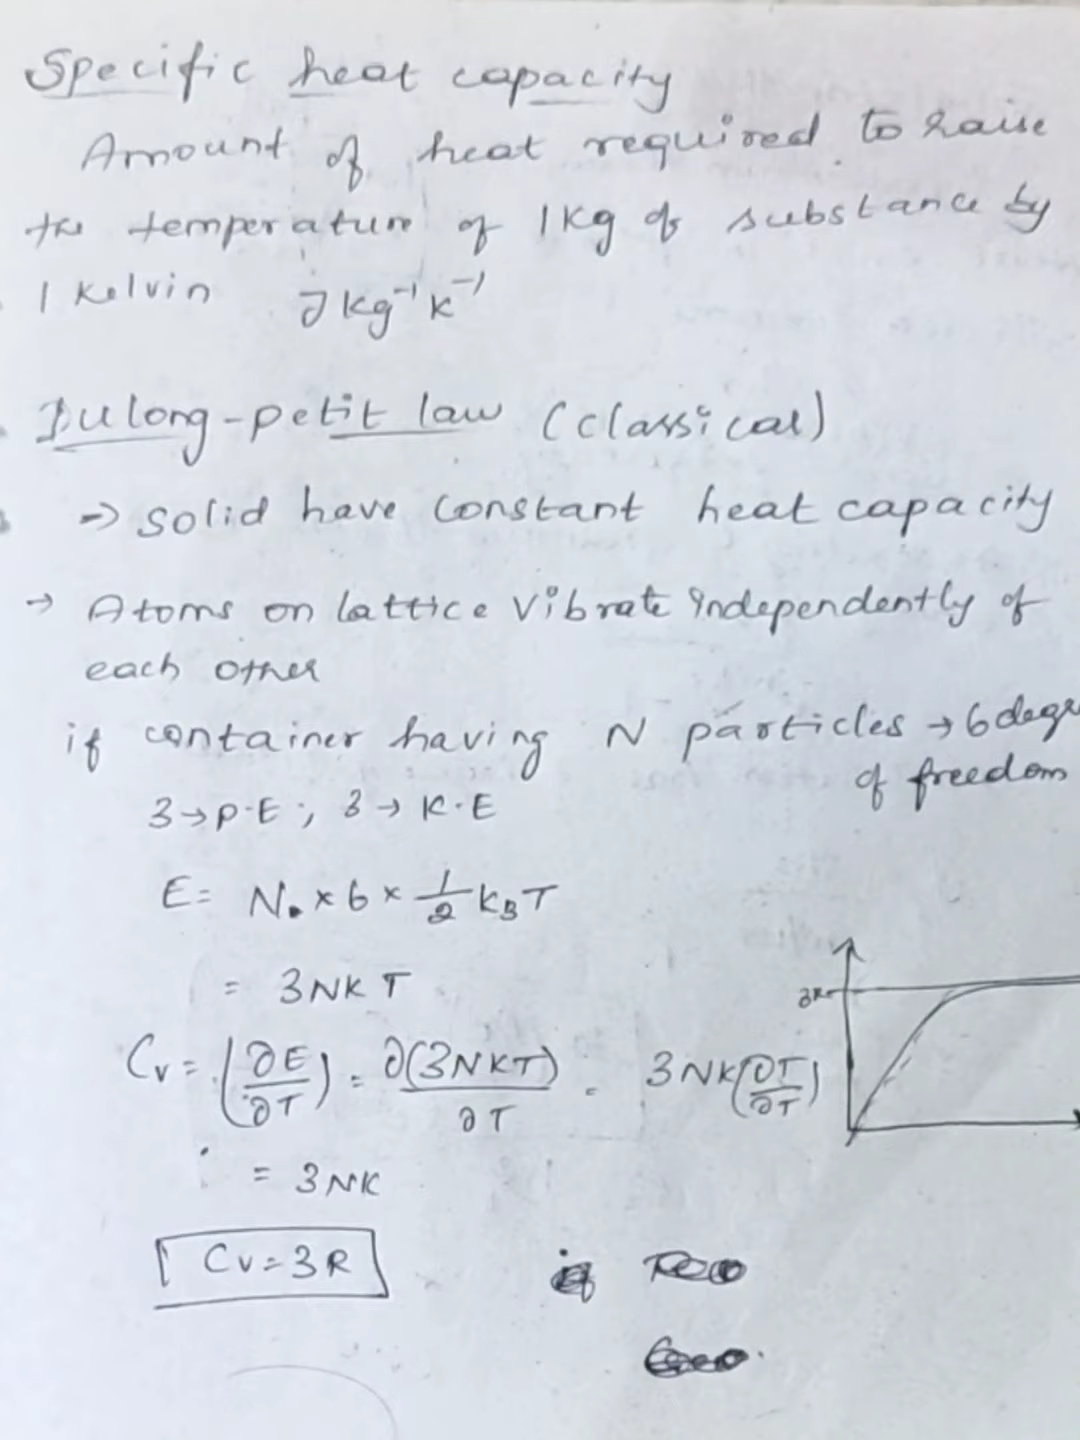 Specific heat capacity
Amount of heat required to raise
the temperature of 1kg of substance by
1 Kelvin J kg⁻¹ K⁻¹
Dulong-petit law (classical)
→ solid have constant heat capacity
→ Atoms on lattice vibrate independently of
each other
if container having N particles → 6 degre
of freedom
3→P.E ; 3→ K.E
E = N × 6 × 1/2 K_B T
= 3NKT
3R
Cv = (∂E/∂T) = ∂(3NKT)/∂T = 3NK(∂T/∂T)
= 3NK
Cv = 3R